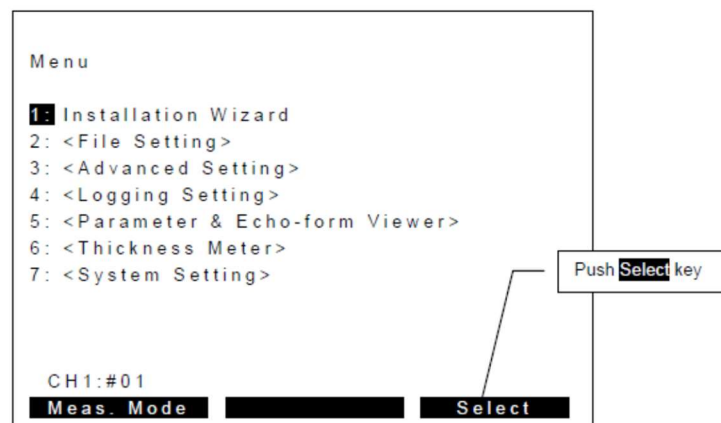 Menu
1: Installation Wizard
2: <File Setting>
3: <Advanced Setting>
4: <Logging Setting>
5: <Parameter & Echo-form Viewer>
6: <Thickness Meter>
7: <System Setting>
Push Select key
CH1:#01
Meas. Mode Select